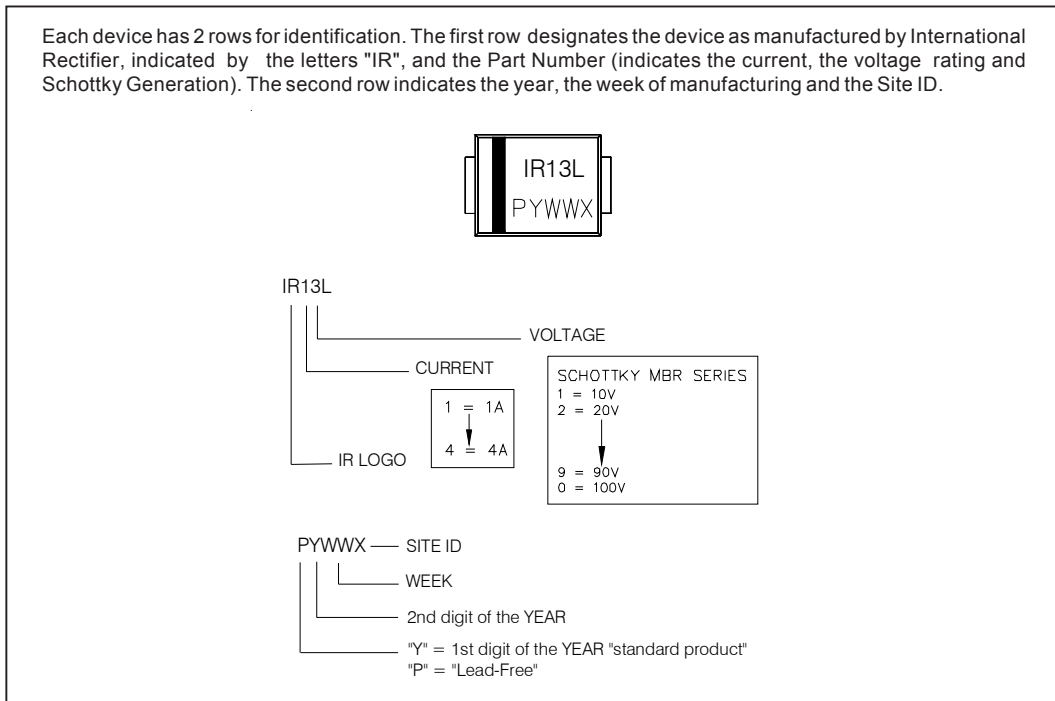 Each device has 2 rows for identification. The first row designates the device as manufactured by International
Rectifier, indicated by the letters "IR", and the Part Number (indicates the current, the voltage rating and
Schottky Generation). The second row indicates the year, the week of manufacturing and the Site ID.
IR13L
PYWWX
IR13L
VOLTAGE
CURRENT
SCHOTTKY MBR SERIES
1 = 10V
2 = 20V
9 = 90V
0 = 100V
1 = 1A
4 = 4A
IR LOGO
PYWWX SITE ID
WEEK
2nd digit of the YEAR
"Y" = 1st digit of the YEAR "standard product"
"P" = "Lead-Free"